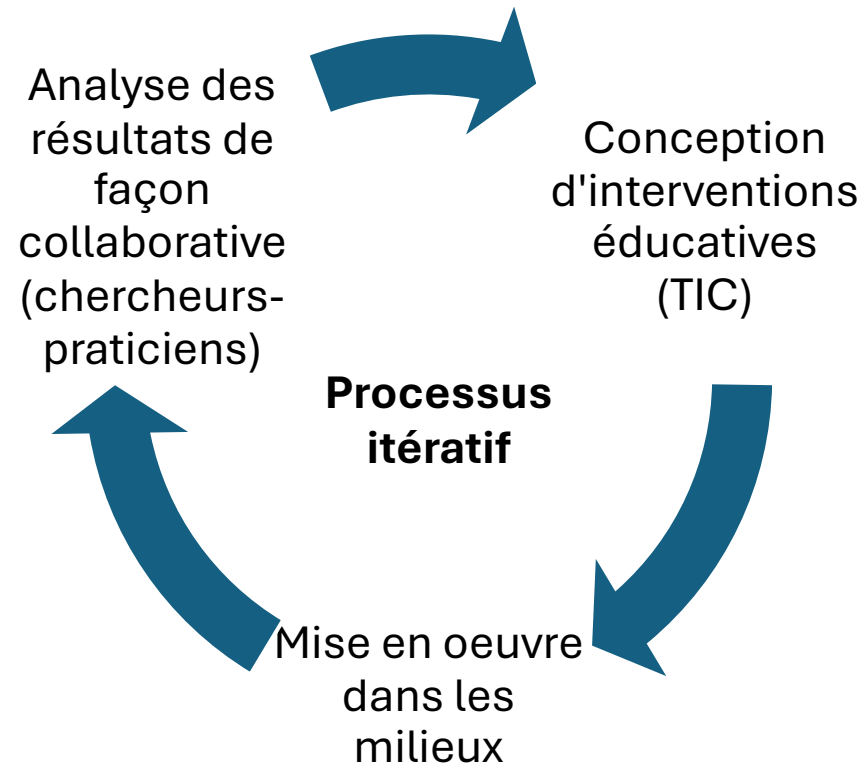 Analyse des
résultats de
façon
collaborative
(chercheurs-
praticiens)
Conception
d'interventions
éducatives
(TIC)
Processus
itératif
Mise en oeuvre
dans les
milieux